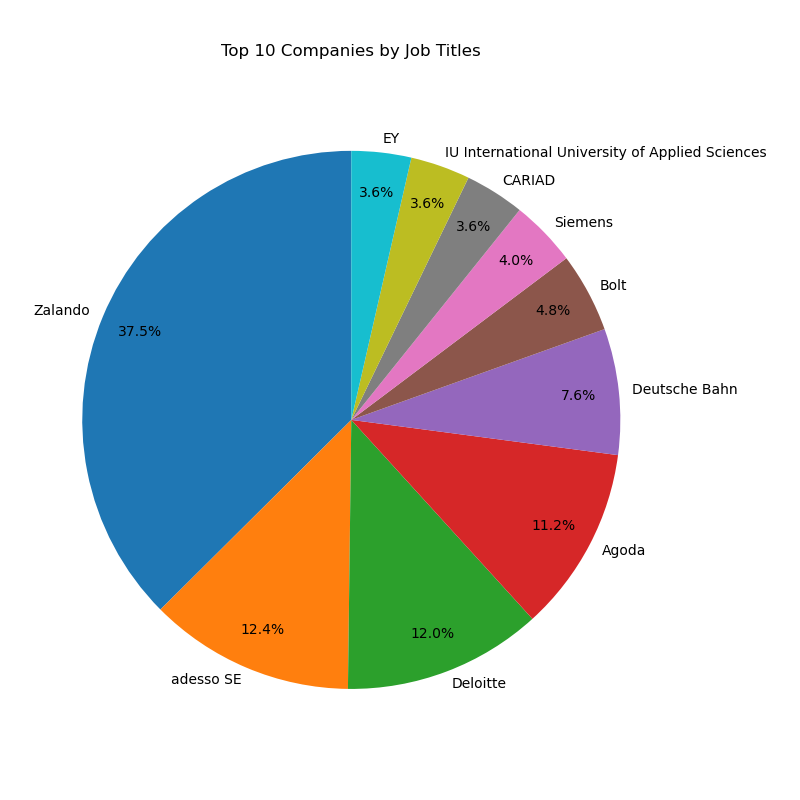 Top 10 Companies by Job Titles
EY
IU International University of Applied Sciences
CARIAD
Siemens
Bolt
Deutsche Bahn
Agoda
Deloitte
adesso SE
Zalando
3.6%
3.6%
3.6%
4.0%
4.8%
7.6%
11.2%
12.0%
12.4%
37.5%